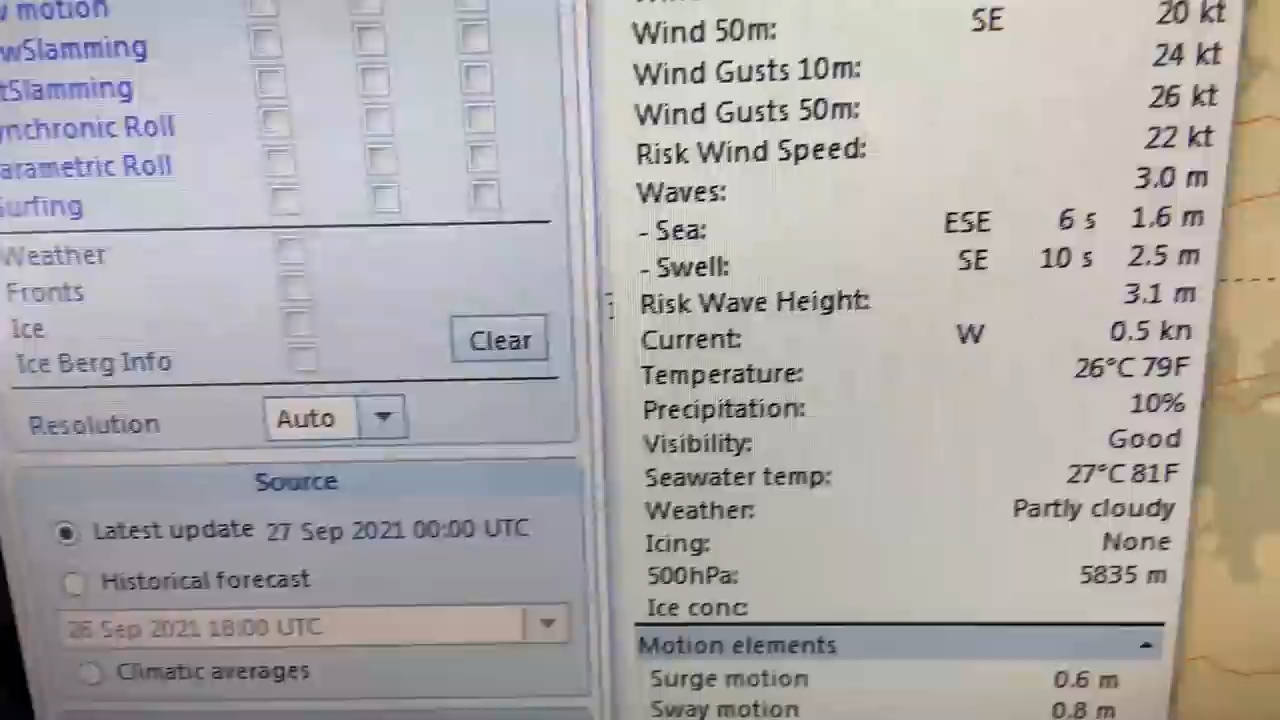 motion
wSlamming
tSlamming
ynchronic Roll
arametric Roll
Surfing
Weather
Fronts
Ice
Ice Berg Info
Clear
Resolution Auto
Source
Latest update 27 Sep 2021 00:00 UTC
Historical forecast
26 Sep 2021 18:00 UTC
Climatic averages
Wind 50m: SE 20 kt
Wind Gusts 10m: 24 kt
Wind Gusts 50m: 26 kt
Risk Wind Speed: 22 kt
Waves: 3.0 m
- Sea: ESE 6 s 1.6 m
- Swell: SE 10 s 2.5 m
Risk Wave Height: 3.1 m
Current: W 0.5 kn
Temperature: 26°C 79F
Precipitation: 10%
Visibility: Good
Seawater temp: 27°C 81F
Weather: Partly cloudy
Icing: None
500hPa: 5835 m
Ice conc:
Motion elements
Surge motion 0.6 m
Sway motion 0.8 m